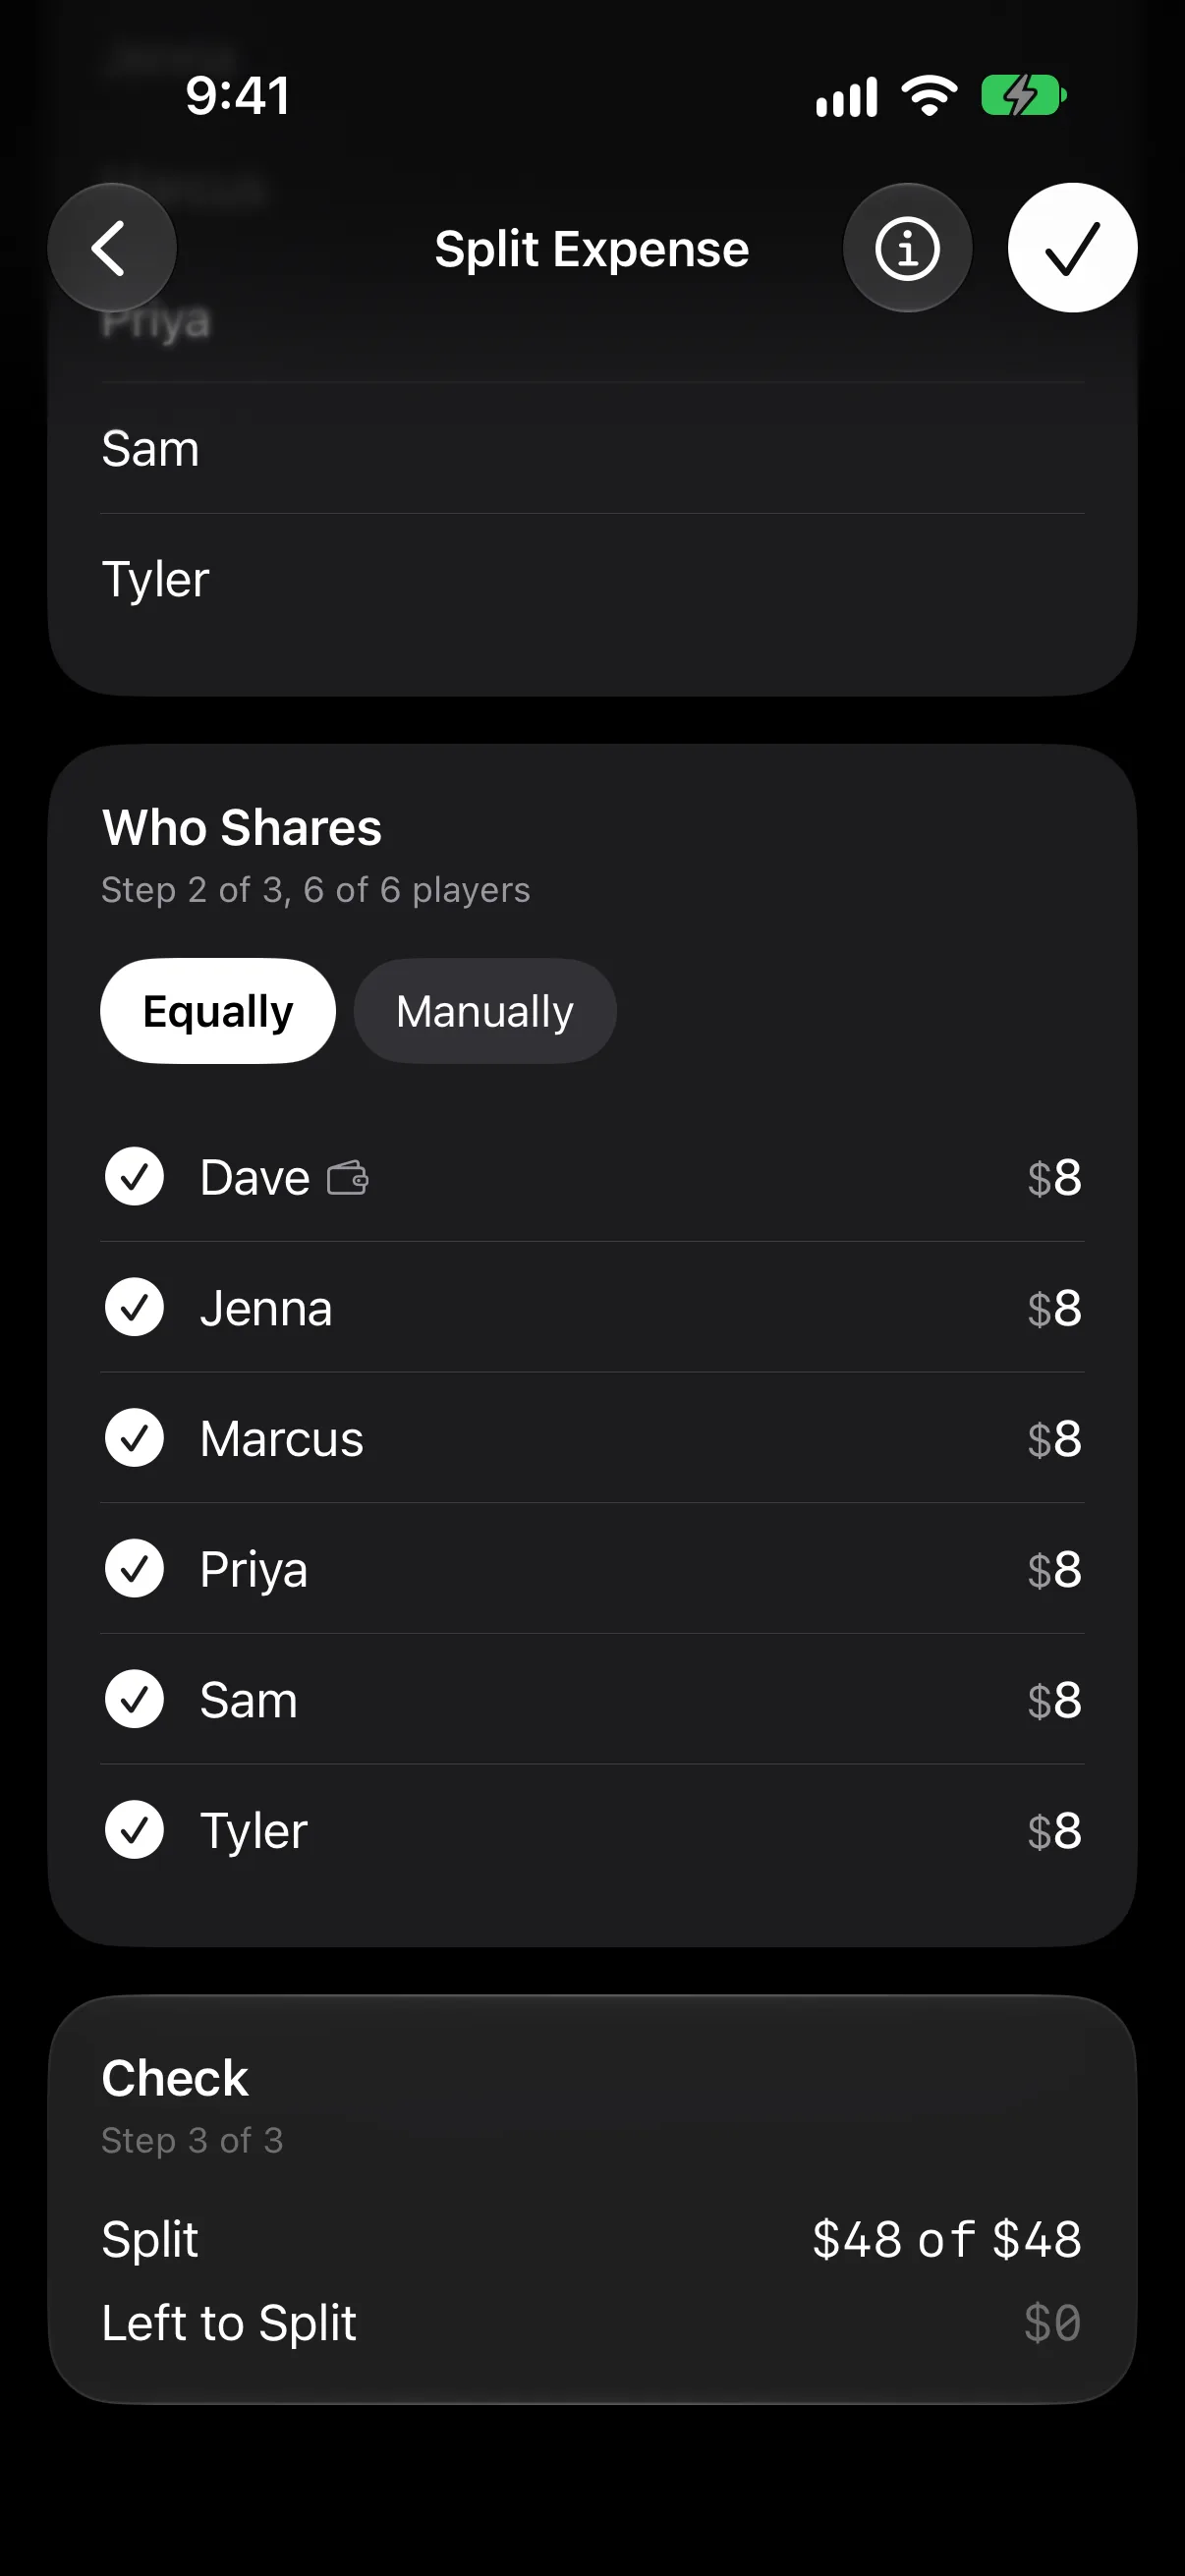 Jenna
9:41
Marcus
Split Expense
Priya
Sam
Tyler
Who Shares
Step 2 of 3, 6 of 6 players
Equally Manually
Dave $8
Jenna $8
Marcus $8
Priya $8
Sam $8
Tyler $8
Check
Step 3 of 3
Split $48 of $48
Left to Split $0